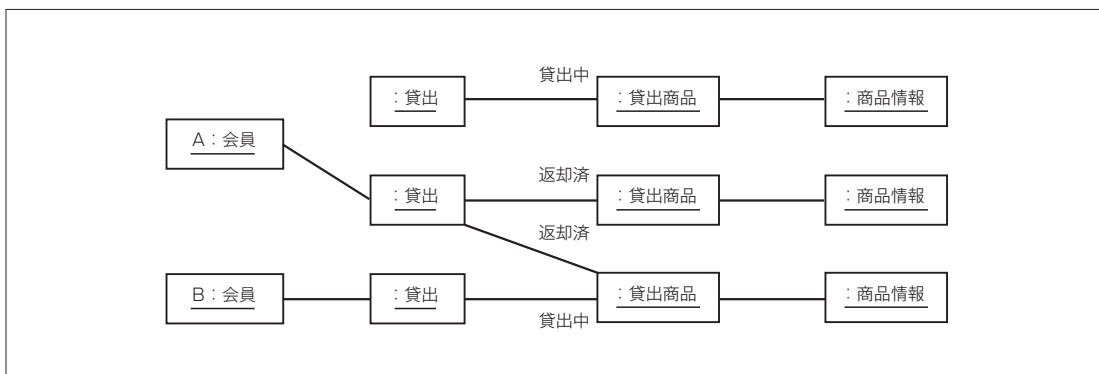 貸出中
：貸出
：貸出商品
：商品情報
A：会員
返却済
：貸出
：貸出商品
：商品情報
返却済
B：会員
：貸出
：貸出商品
：商品情報
貸出中